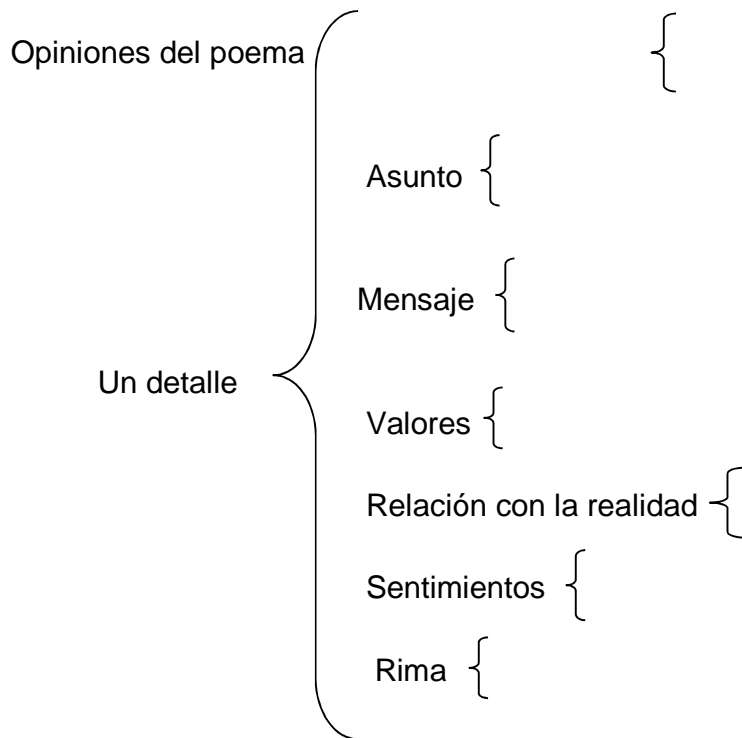 Opiniones del poema
Asunto
Mensaje
Un detalle
Valores
Relación con la realidad
Sentimientos
Rima